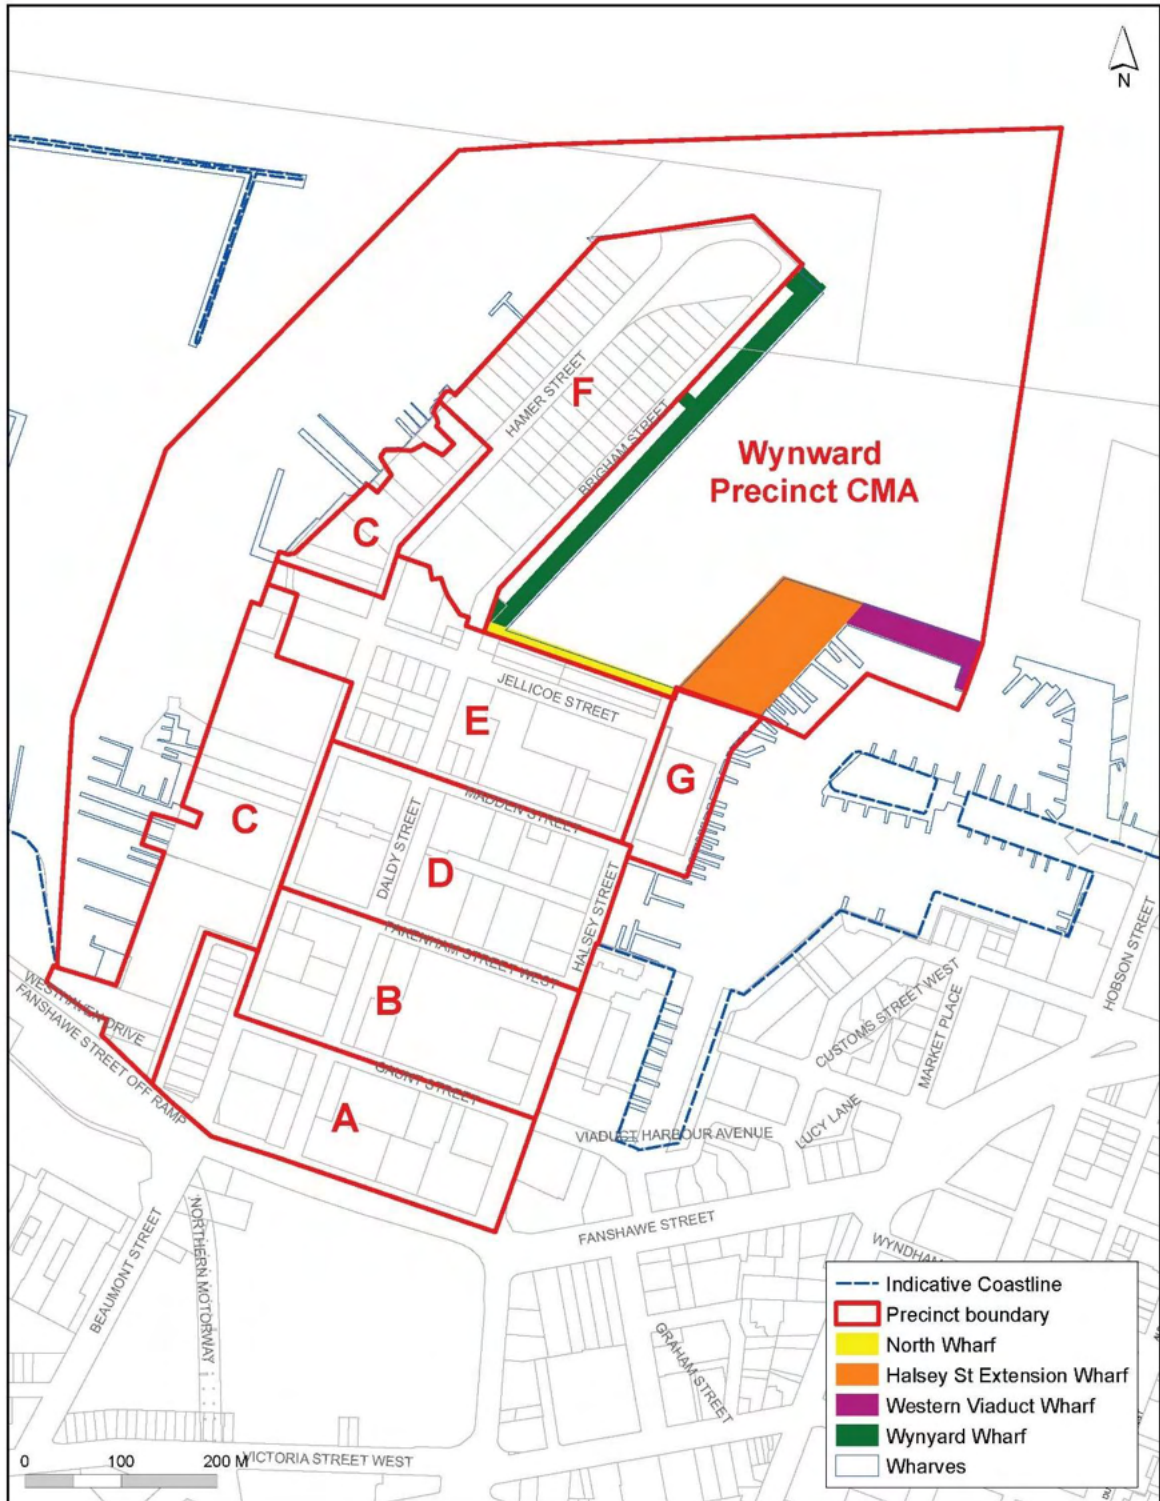 N
F
HAMER STREET
BRIGHAM STREET
Wynward
Precinct CMA
C
JELLICOE STREET
E
G
C
MADDEN STREET
DALDY STREET
D
HALSEY STREET
PAKENHAM STREET WEST
B
WESTHAVEN DRIVE
FANSHAWE STREET OFF RAMP
GAUNT STREET
A
HOBSON STREET
CUSTOMS STREET WEST
MARKET PLACE
LUCY LANE
VIADUCT HARBOUR AVENUE
FANSHAWE STREET
WYNDHAM
BEAUMONT STREET
NORTHERN MOTORWAY
GRAHAM STREET
VICTORIA STREET WEST
0 100 200 M
Indicative Coastline
Precinct boundary
North Wharf
Halsey St Extension Wharf
Western Viaduct Wharf
Wynyard Wharf
Wharves